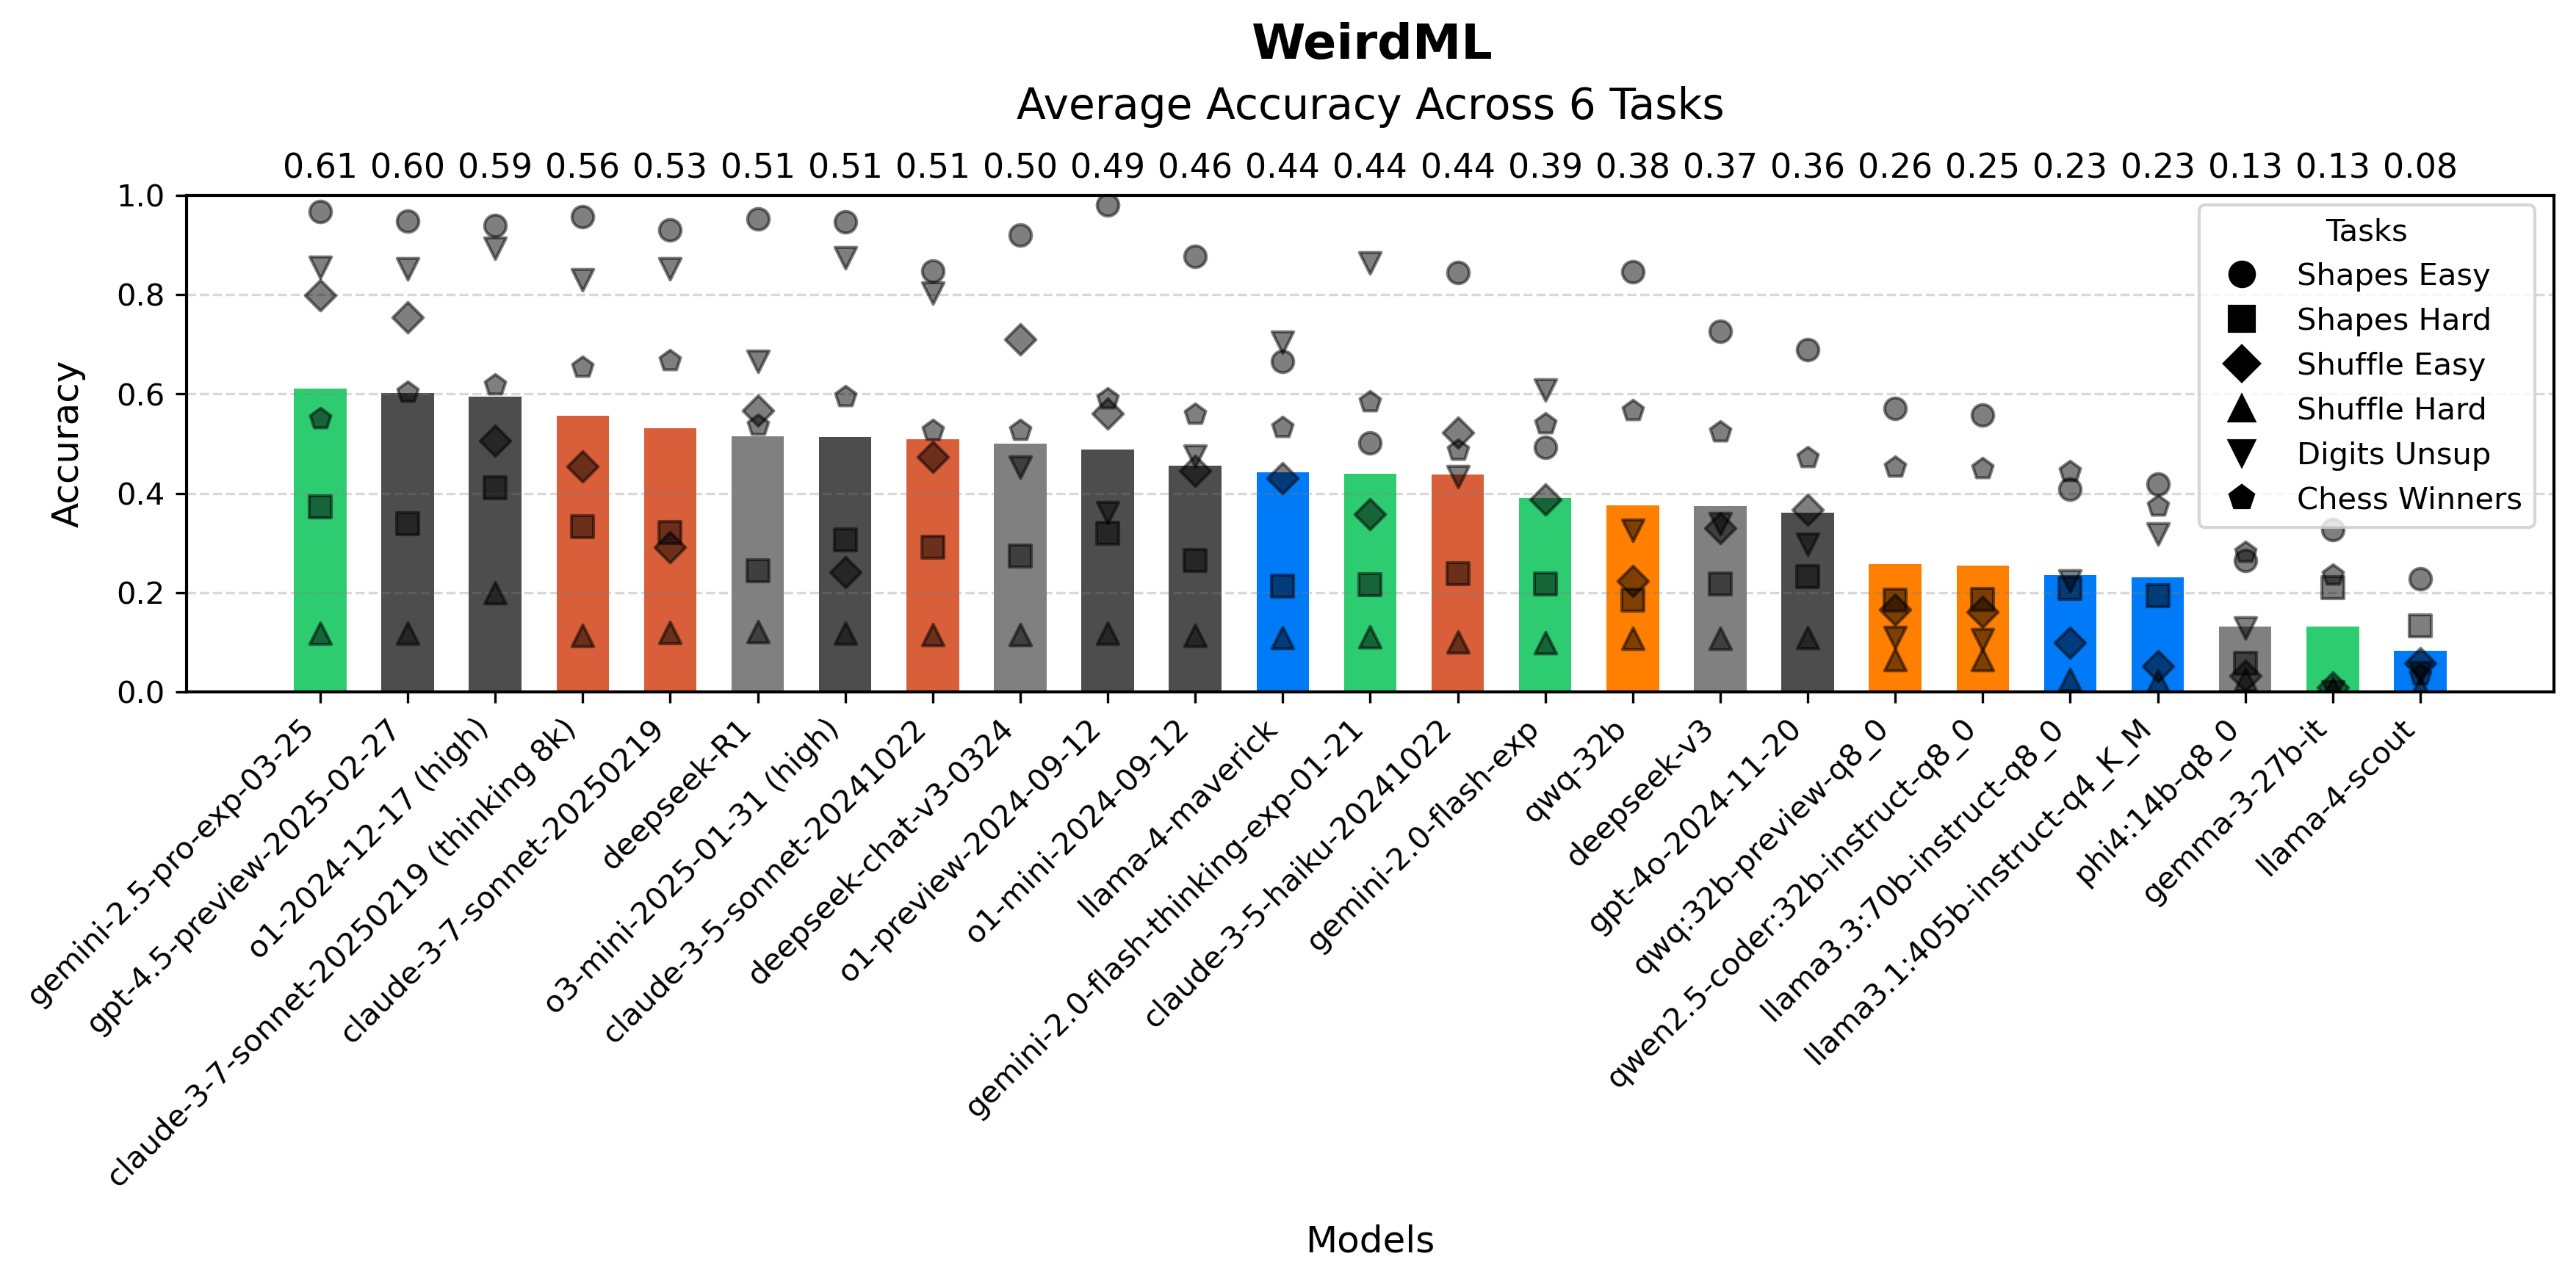 WeirdML
Average Accuracy Across 6 Tasks
0.61 0.60 0.59 0.56 0.53 0.51 0.51 0.51 0.50 0.49 0.46 0.44 0.44 0.44 0.39 0.38 0.37 0.36 0.26 0.25 0.23 0.23 0.13 0.13 0.08
Accuracy
1.0
0.8
0.6
0.4
0.2
0.0
Tasks
Shapes Easy
Shapes Hard
Shuffle Easy
Shuffle Hard
Digits Unsup
Chess Winners
gemini-2.5-pro-exp-03-25
gpt-4.5-preview-2025-02-27
o1-2024-12-17 (high)
claude-3-7-sonnet-20250219 (thinking 8k)
claude-3-7-sonnet-20250219
deepseek-R1
o3-mini-2025-01-31 (high)
claude-3-5-sonnet-20241022
deepseek-chat-v3-0324
o1-preview-2024-09-12
o1-mini-2024-09-12
llama-4-maverick
gemini-2.0-flash-thinking-exp-01-21
claude-3-5-haiku-20241022
gemini-2.0-flash-exp
qwq-32b
deepseek-v3
gpt-4o-2024-11-20
qwq:32b-preview-q8_0
qwen2.5-coder:32b-instruct-q8_0
llama3.3:70b-instruct-q8_0
llama3.1:405b-instruct-q4_K_M
phi4:14b-q8_0
gemma-3-27b-it
llama-4-scout
Models